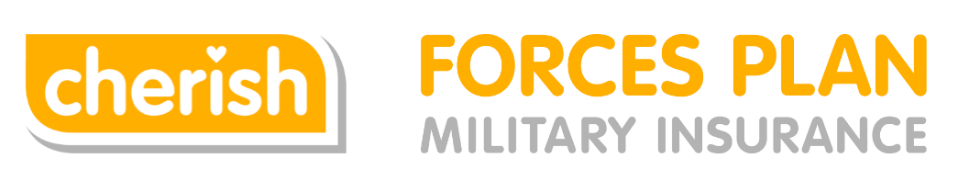 cherish
FORCES PLAN
MILITARY INSURANCE